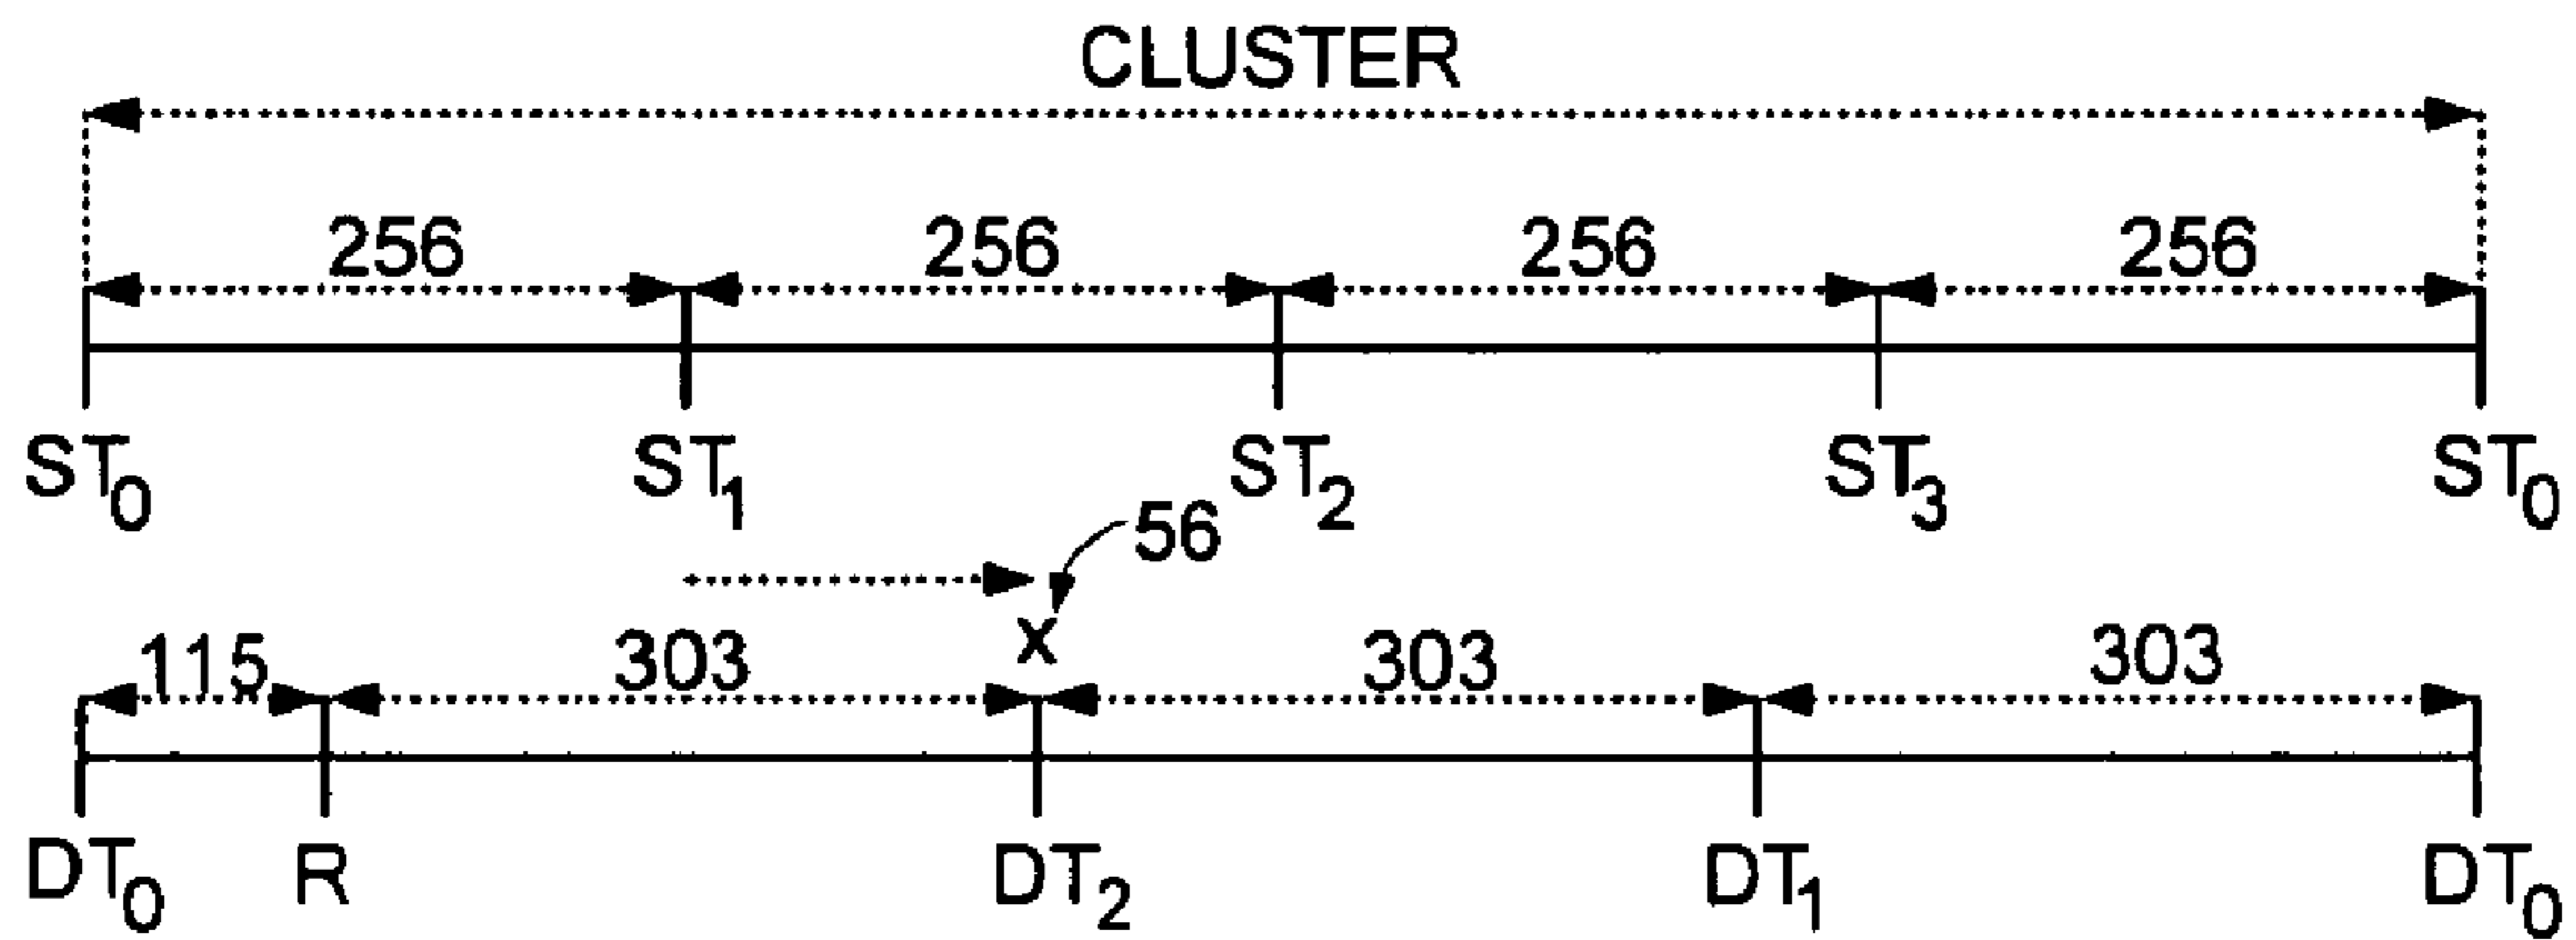 CLUSTER
256 256 256 256
ST0 ST1 ST2 ST3 ST0
56
x
115 303 303 303
DT0 R DT2 DT1 DT0